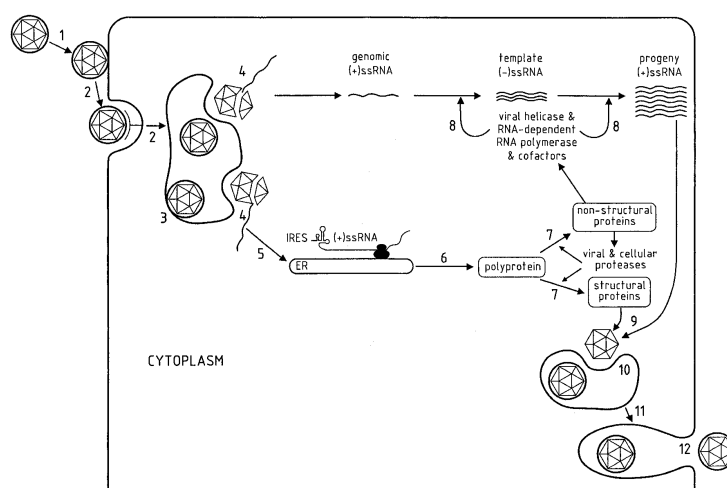 1
2
2
3
4
4
genomic
(+)ssRNA
template
(-)ssRNA
progeny
(+)ssRNA
8
8
viral helicase &
RNA-dependent
RNA polymerase
& cofactors
5
IRES
(+)ssRNA
ER
6
polyprotein
7
7
non-structural
proteins
viral & cellular
proteases
structural
proteins
9
10
11
12
CYTOPLASM